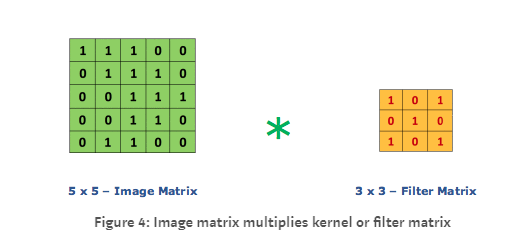 1 1 1 0 0
0 1 1 1 0
0 0 1 1 1
0 0 1 1 0
0 1 1 0 0
*
1 0 1
0 1 0
1 0 1
5 x 5 – Image Matrix
3 x 3 – Filter Matrix
Figure 4: Image matrix multiplies kernel or filter matrix